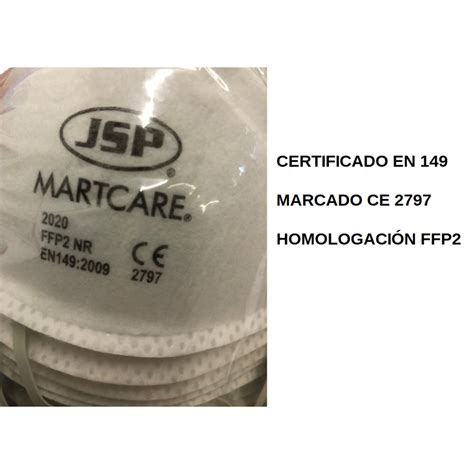 JSP®
MARTCARE®
2020
FFP2 NR
EN149:2009
CE
2797
CERTIFICADO EN 149
MARCADO CE 2797
HOMOLOGACIÓN FFP2